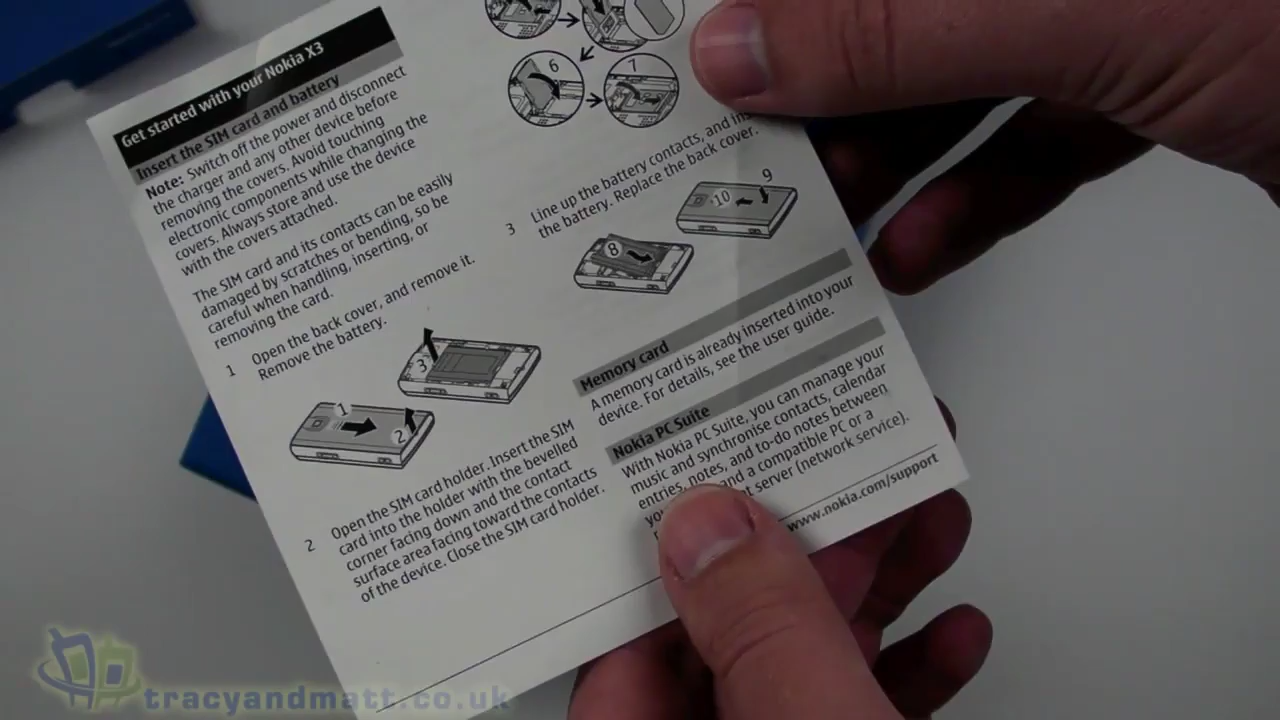 Get started with your Nokia X3
Insert the SIM card and battery
Note: Switch off the power and disconnect
the charger and any other device before
removing the covers. Avoid touching
electronic components while changing the
covers. Always store and use the device
with the covers attached.
The SIM card and its contacts can be easily
damaged by scratches or bending, so be
careful when handling, inserting, or
removing the card.
1 Open the back cover, and remove it.
Remove the battery.
1
2
3
2 Open the SIM card holder. Insert the SIM
card into the holder with the bevelled
corner facing down and the contact
surface area facing toward the contacts
of the device. Close the SIM card holder.
6
7
3 Line up the battery contacts, and
the battery. Replace the back cover.
8
9
10
Memory card
A memory card is already inserted into your
device. For details, see the user guide.
Nokia PC Suite
With Nokia PC Suite, you can manage your
music and synchronise contacts, calendar
entries, notes, and to-do notes between
and a compatible PC or a
server (network service).
www.nokia.com/support
tracyandmatt.co.uk